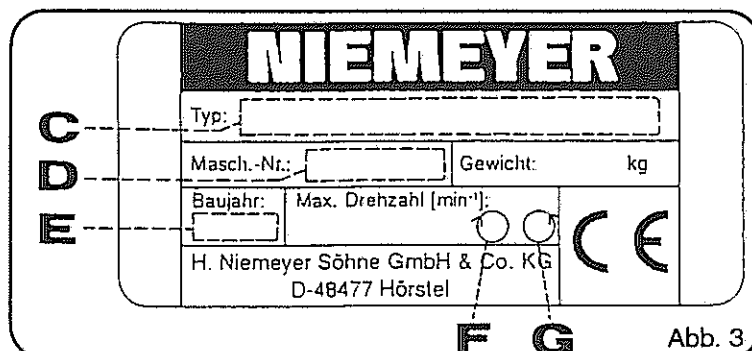 NIEMEYER
C
Typ:
D
Masch.-Nr.: Gewicht: kg
E
Baujahr: Max. Drehzahl [min⁻¹]:
CE
H. Niemeyer Söhne GmbH & Co. KG
D-48477 Hörstel
F G
Abb. 3